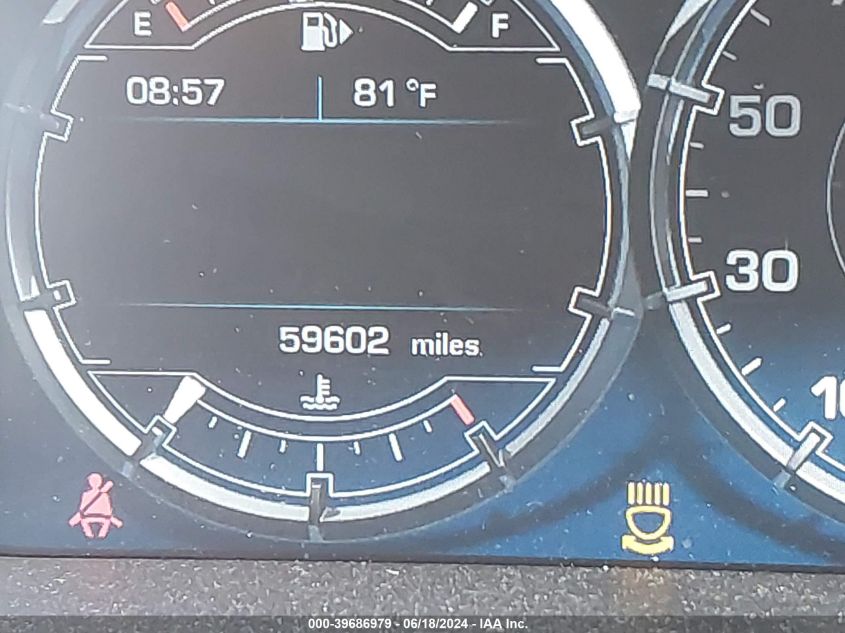 E F
08:57 81 °F
50
30
59602 miles
000-39686979 - 06/18/2024 - IAA Inc.